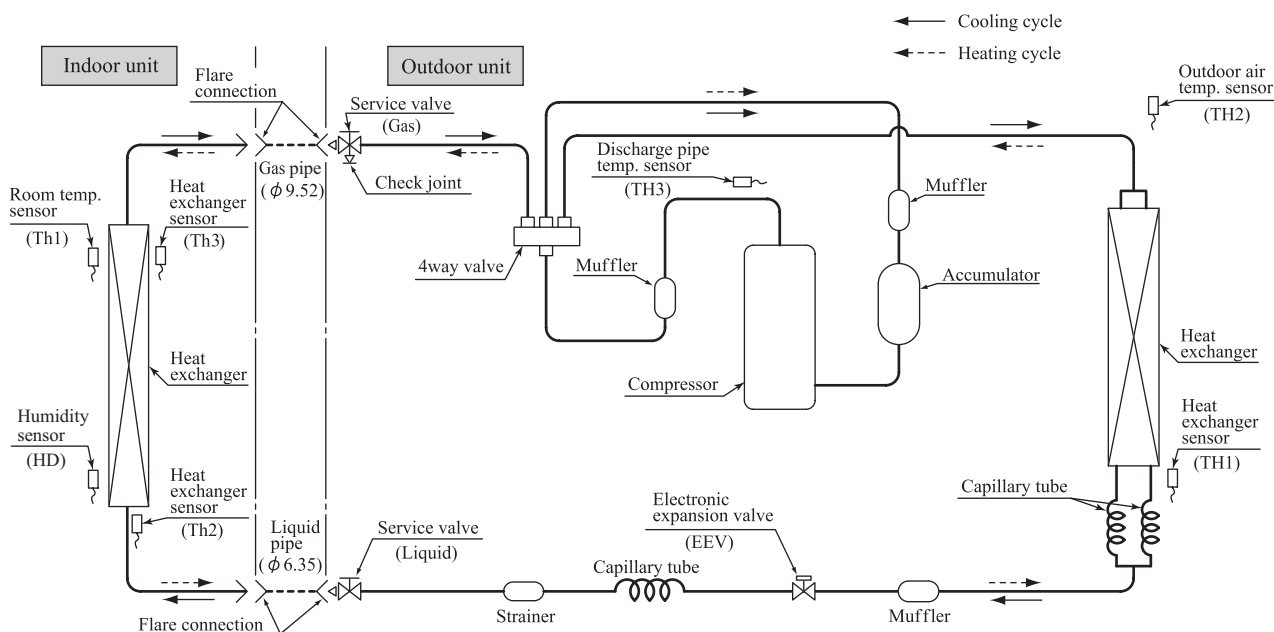 Cooling cycle
Heating cycle
Indoor unit
Outdoor unit
Flare
connection
Service valve
(Gas)
Outdoor air
temp. sensor
(TH2)
Gas pipe
(ϕ9.52)
Check joint
Discharge pipe
temp. sensor
(TH3)
Muffler
Room temp.
sensor
(Th1)
Heat
exchanger
sensor
(Th3)
4way valve
Muffler
Accumulator
Heat
exchanger
Heat
exchanger
Compressor
Humidity
sensor
(HD)
Heat
exchanger
sensor
(TH1)
Heat
exchanger
sensor
(Th2)
Capillary tube
Liquid
pipe
(ϕ6.35)
Service valve
(Liquid)
Electronic
expansion valve
(EEV)
Capillary tube
Strainer
Muffler
Flare connection